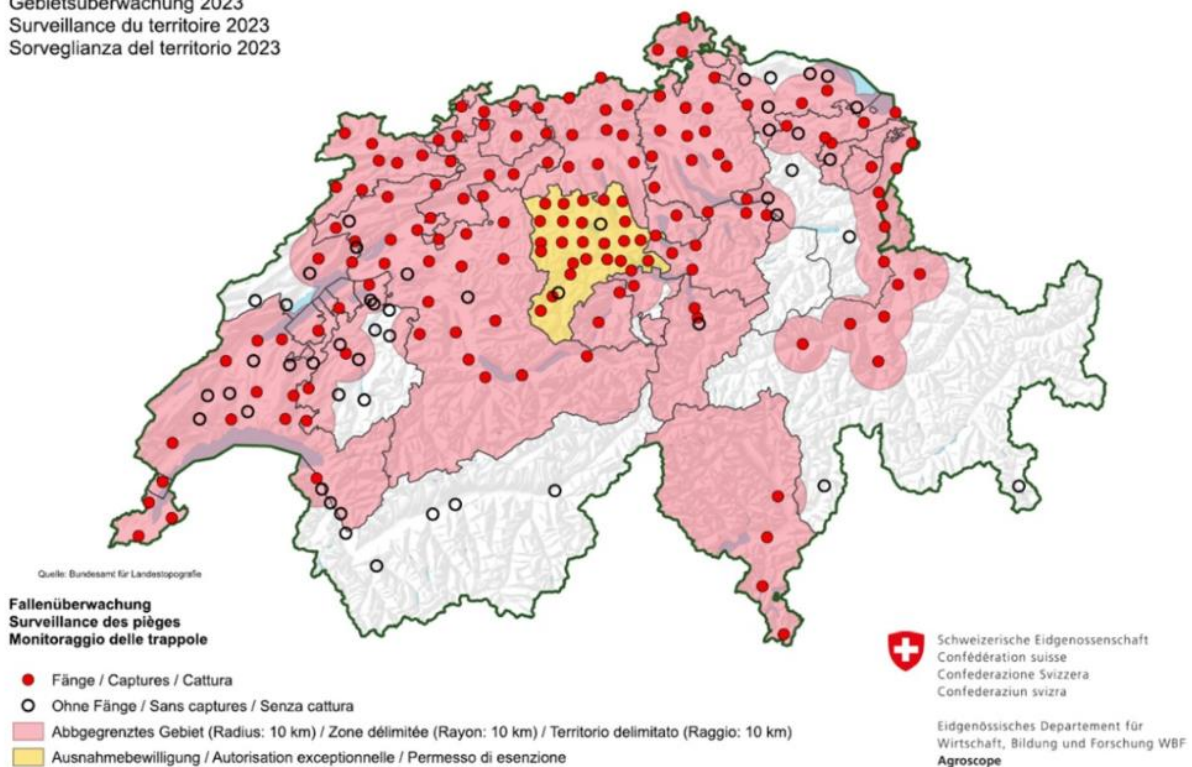 Gebietsüberwachung 2023
Surveillance du territoire 2023
Sorveglianza del territorio 2023
Quelle: Bundesamt für Landestopografie
Fallenüberwachung
Surveillance des pièges
Monitoraggio delle trappole
Fänge / Captures / Cattura
Ohne Fänge / Sans captures / Senza cattura
Abbgegrenztes Gebiet (Radius: 10 km) / Zone délimitée (Rayon: 10 km) / Territorio delimitato (Raggio: 10 km)
Ausnahmebewilligung / Autorisation exceptionnelle / Permesso di esenzione
Schweizerische Eidgenossenschaft
Confédération suisse
Confederazione Svizzera
Confederaziun svizra
Eidgenössisches Departement für
Wirtschaft, Bildung und Forschung WBF
Agroscope